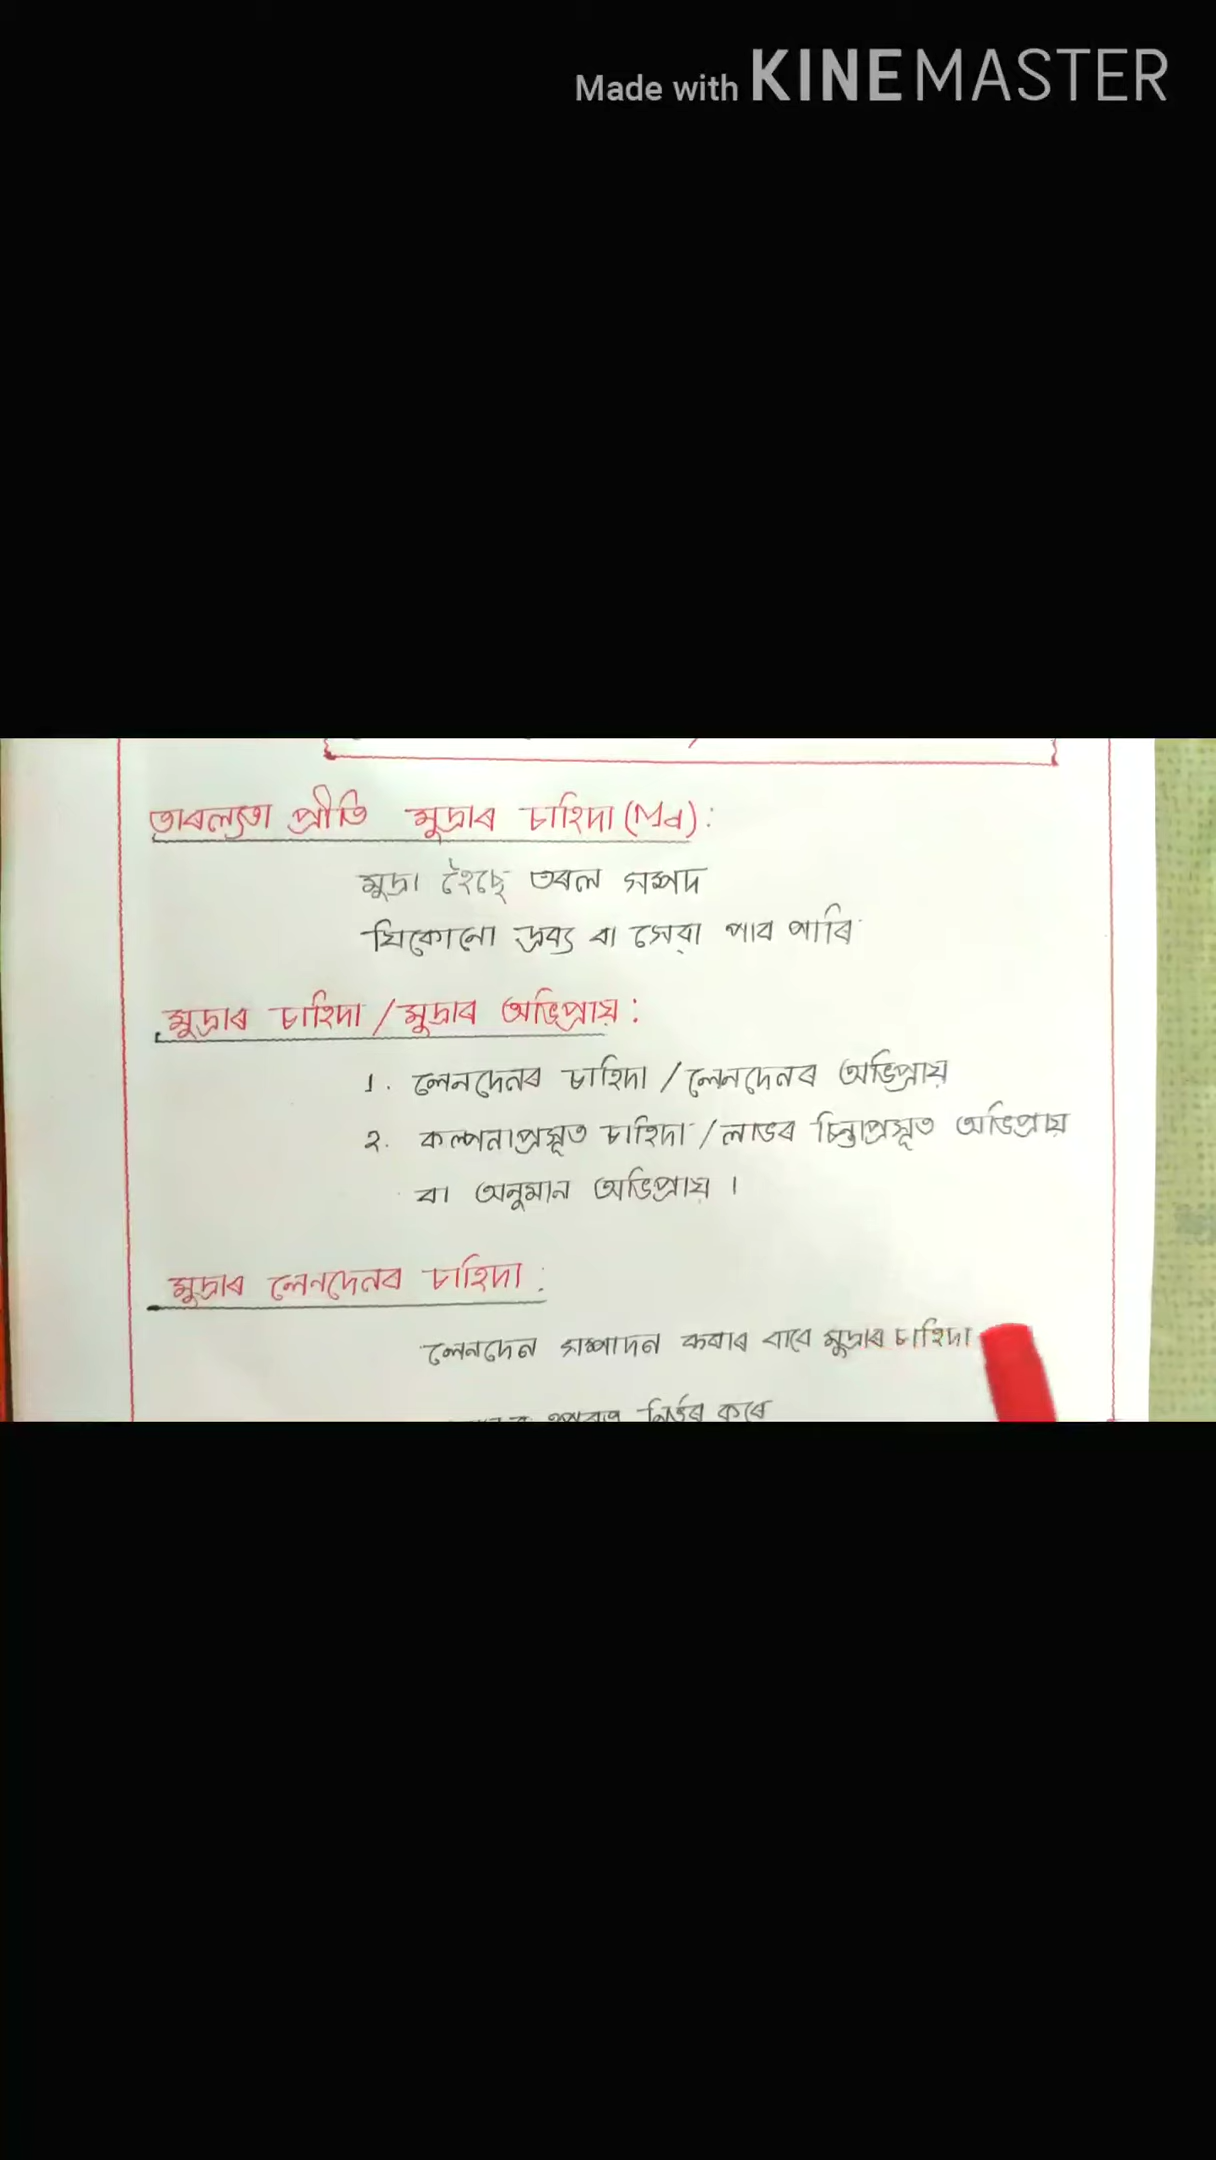 Made with KINEMASTER
তাৰল্যতা প্ৰীতি মুদ্ৰাৰ চাহিদা (Md) :
মুদ্ৰা হৈছে তৰল সম্পদ
যিকোনো দ্ৰব্য বা সেৱা পাব পাৰি
মুদ্ৰাৰ চাহিদা / মুদ্ৰাৰ অভিপ্ৰায় :
1. লেনদেনৰ চাহিদা / লেনদেনৰ অভিপ্ৰায়
২. কল্পনাপ্ৰসূত চাহিদা / লাভৰ চিন্তাপ্ৰসূত অভিপ্ৰায়
বা অনুমান অভিপ্ৰায় ।
মুদ্ৰাৰ লেনদেনৰ চাহিদা :
লেনদেন সম্পাদন কৰাৰ বাবে মুদ্ৰাৰ চাহিদা
নিৰ্ভৰ কৰে